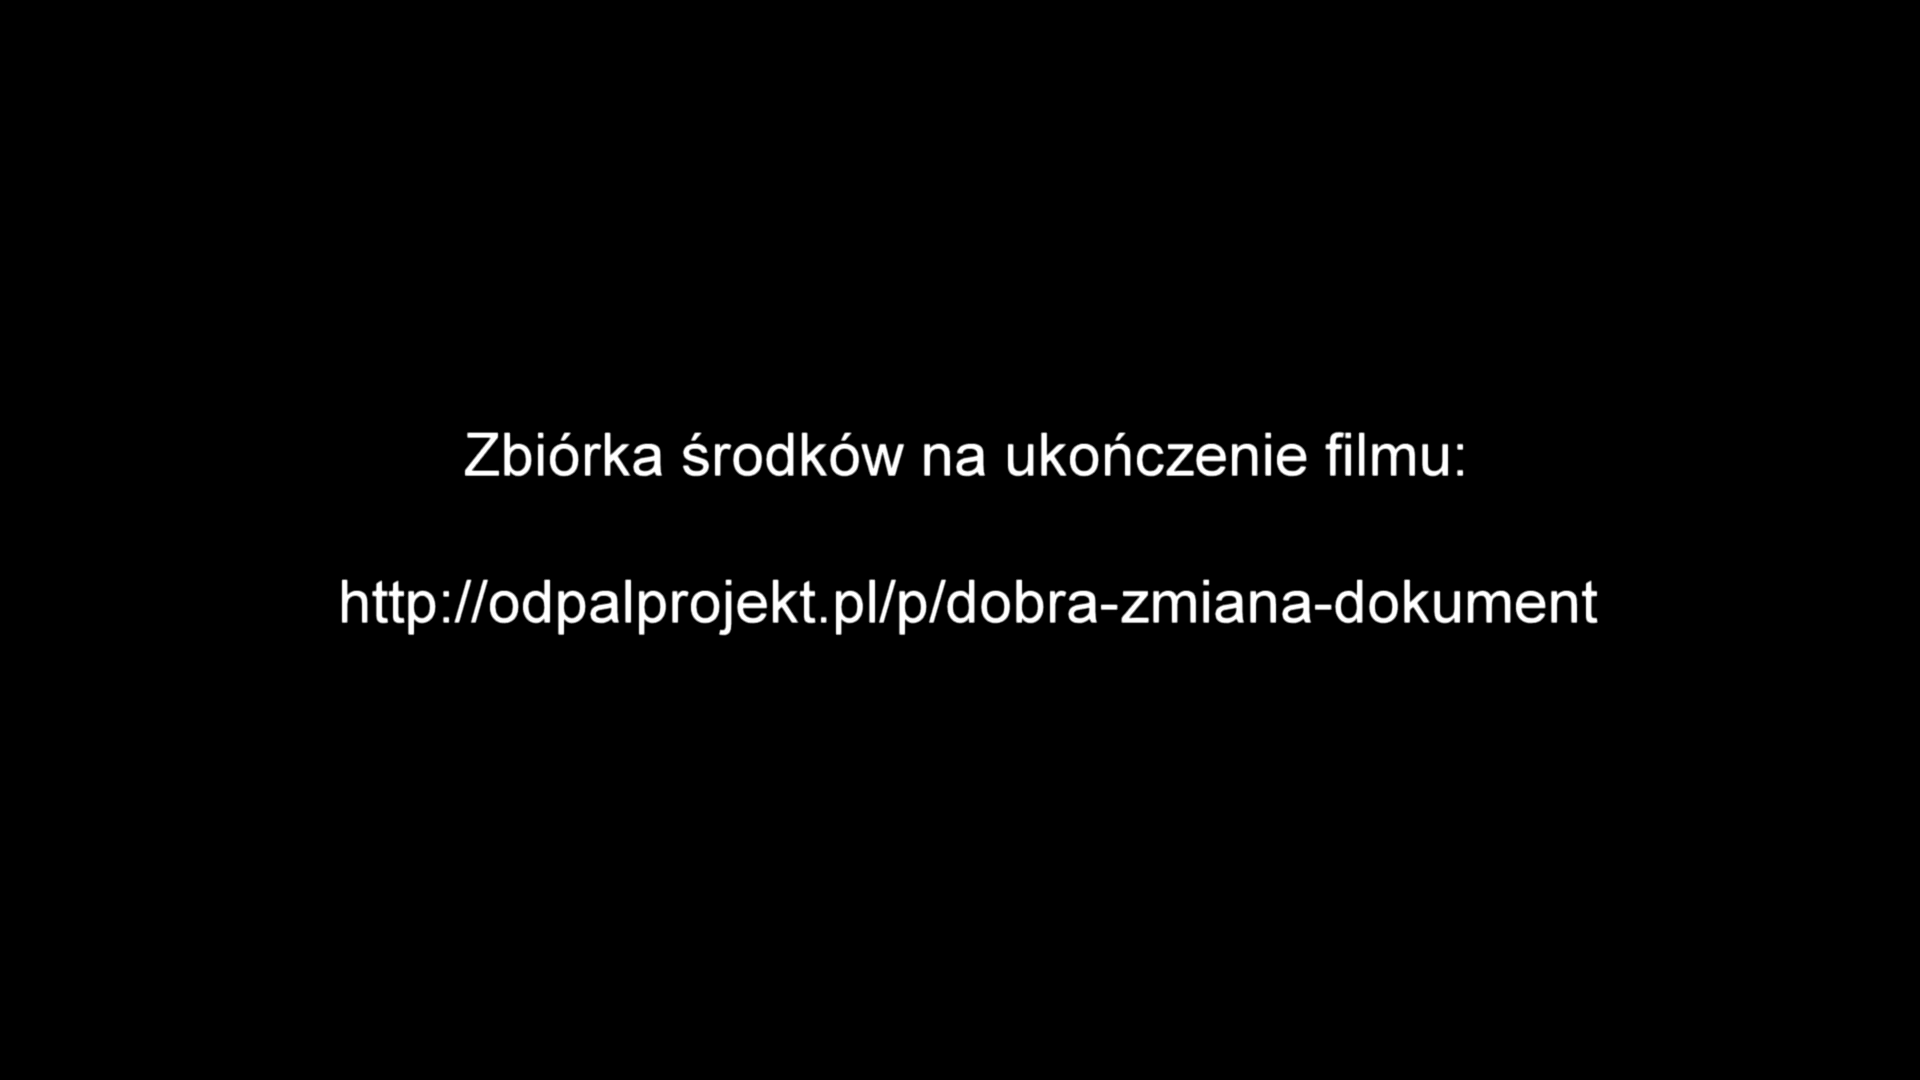 Zbiórka środków na ukończenie filmu:
http://odpalprojekt.pl/p/dobra-zmiana-dokument